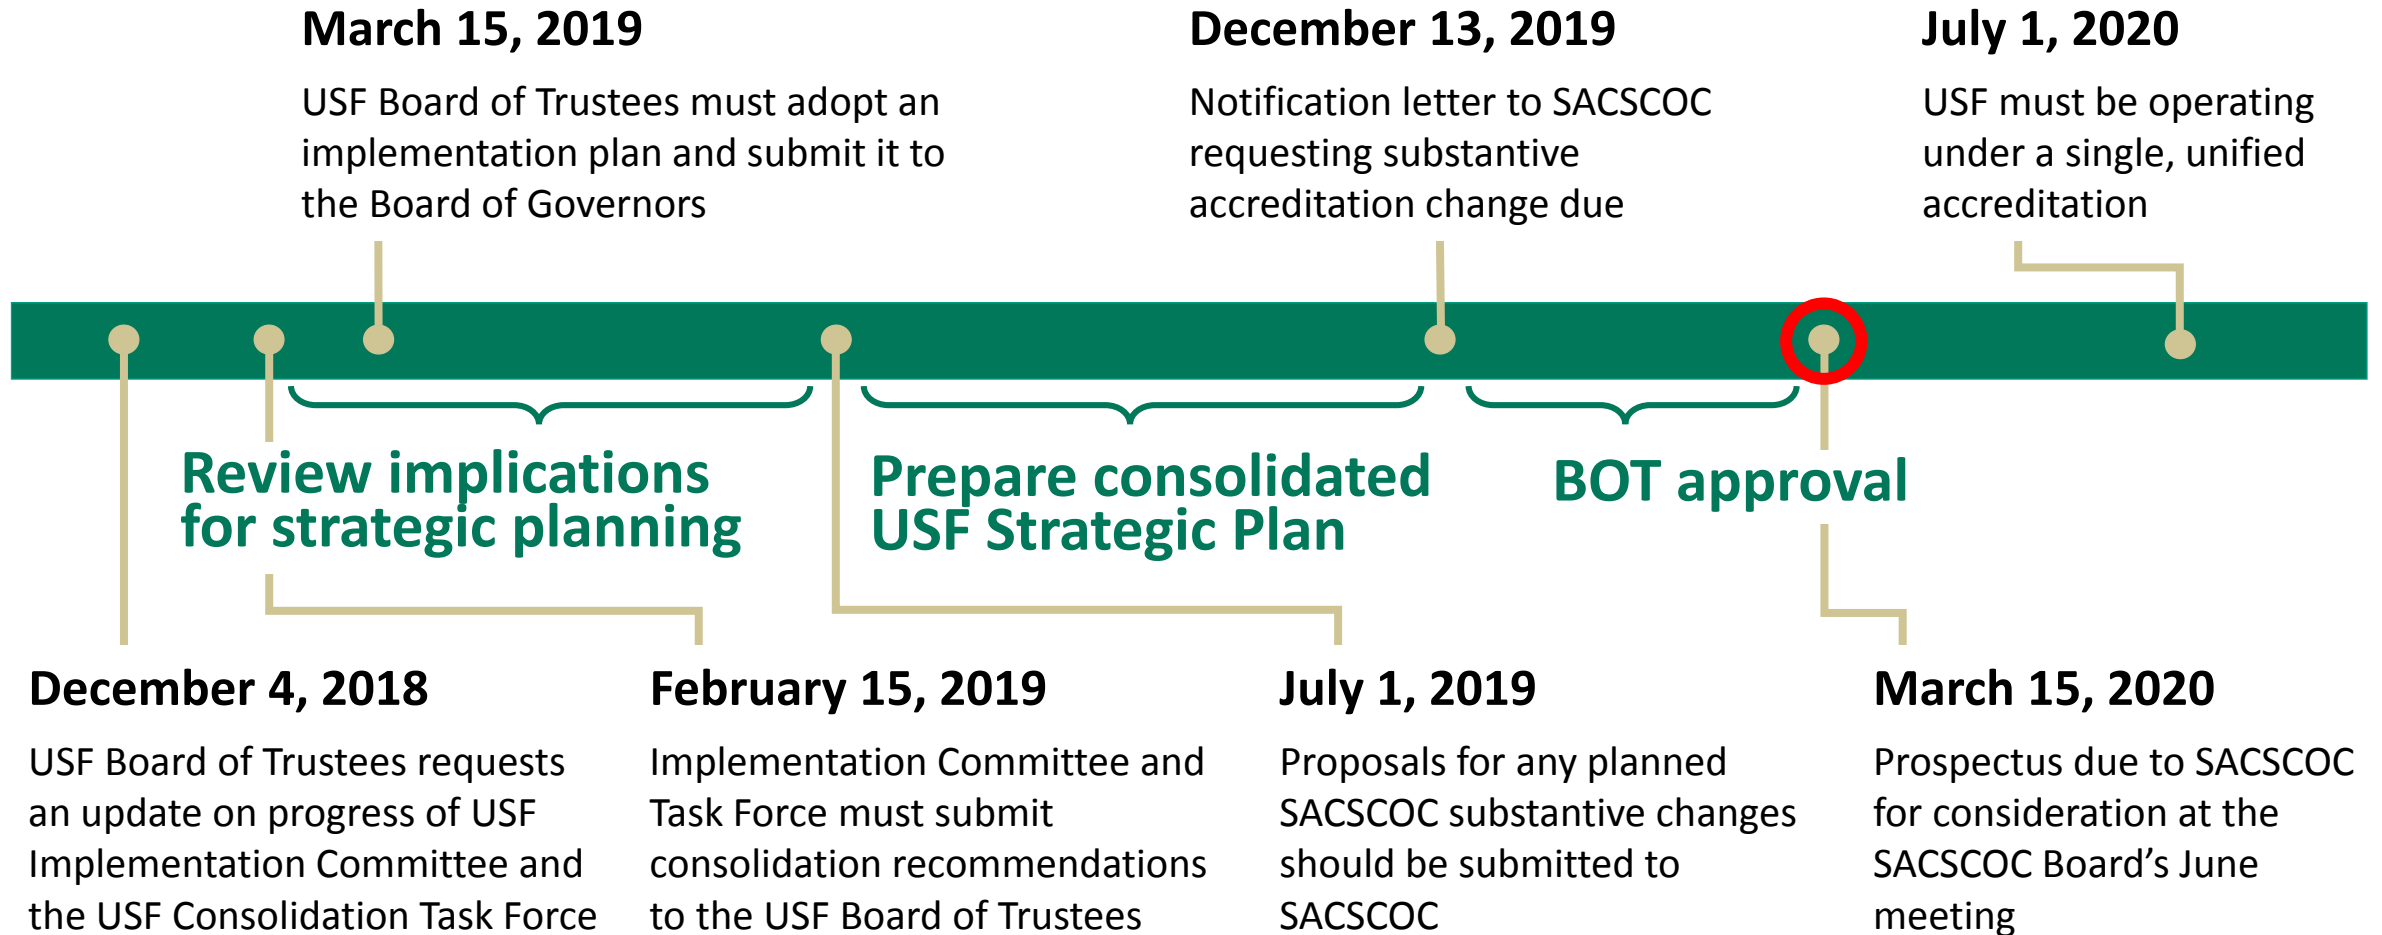 March 15, 2019
USF Board of Trustees must adopt an
implementation plan and submit it to
the Board of Governors
December 13, 2019
Notification letter to SACSCOC
requesting substantive
accreditation change due
July 1, 2020
USF must be operating
under a single, unified
accreditation
Review implications
for strategic planning
Prepare consolidated
USF Strategic Plan
BOT approval
December 4, 2018
USF Board of Trustees requests
an update on progress of USF
Implementation Committee and
the USF Consolidation Task Force
February 15, 2019
Implementation Committee and
Task Force must submit
consolidation recommendations
to the USF Board of Trustees
July 1, 2019
Proposals for any planned
SACSCOC substantive changes
should be submitted to
SACSCOC
March 15, 2020
Prospectus due to SACSCOC
for consideration at the
SACSCOC Board’s June
meeting